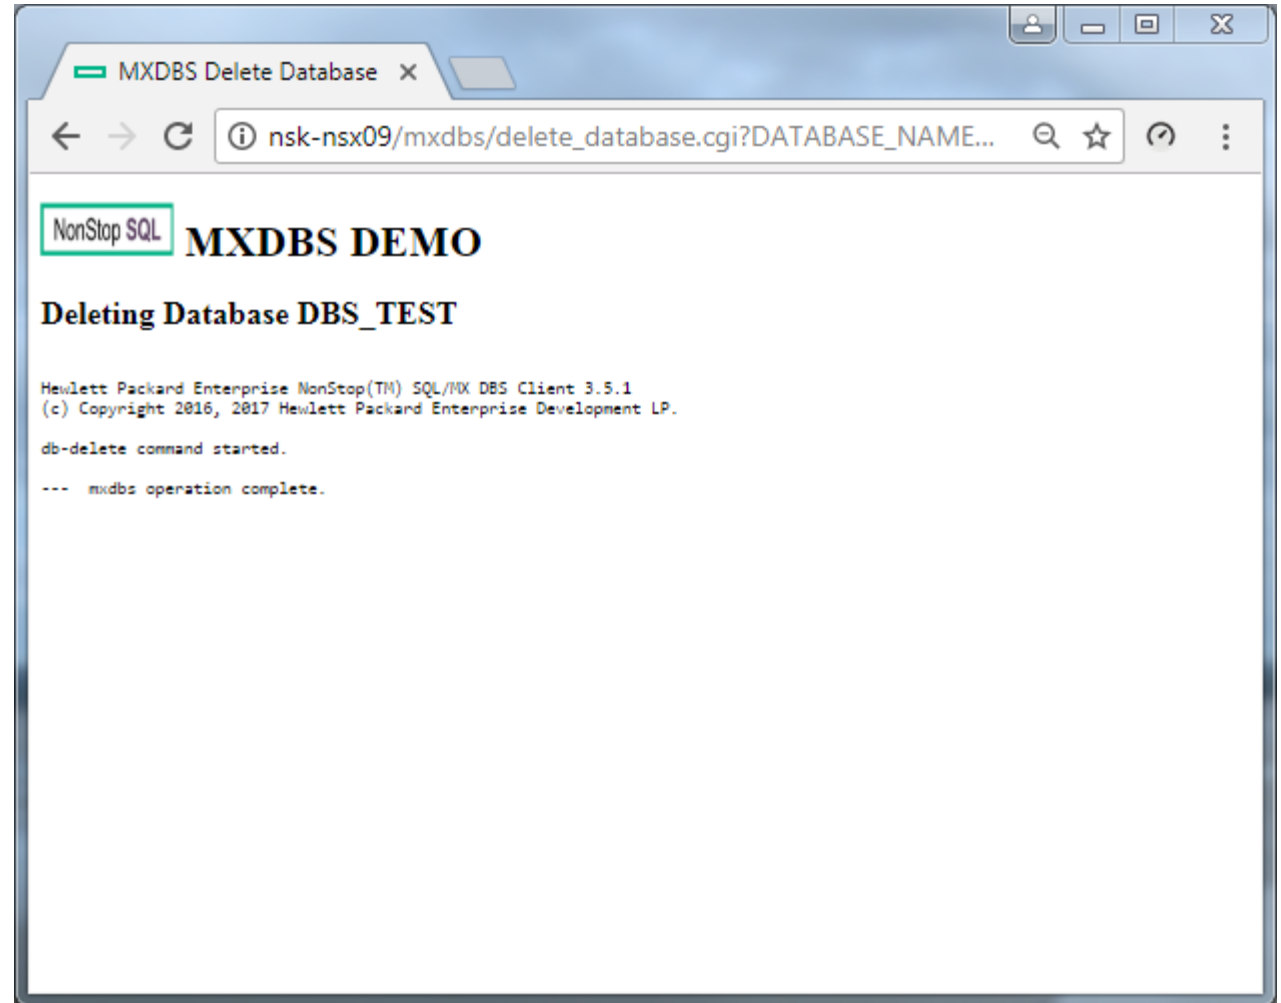 MXDBS Delete Database
nsk-nsx09/mxdbs/delete_database.cgi?DATABASE_NAME...
NonStop SQL MXDBS DEMO
Deleting Database DBS_TEST
Hewlett Packard Enterprise NonStop(TM) SQL/MX DBS Client 3.5.1
(c) Copyright 2016, 2017 Hewlett Packard Enterprise Development LP.
db-delete command started.
--- mxdbs operation complete.